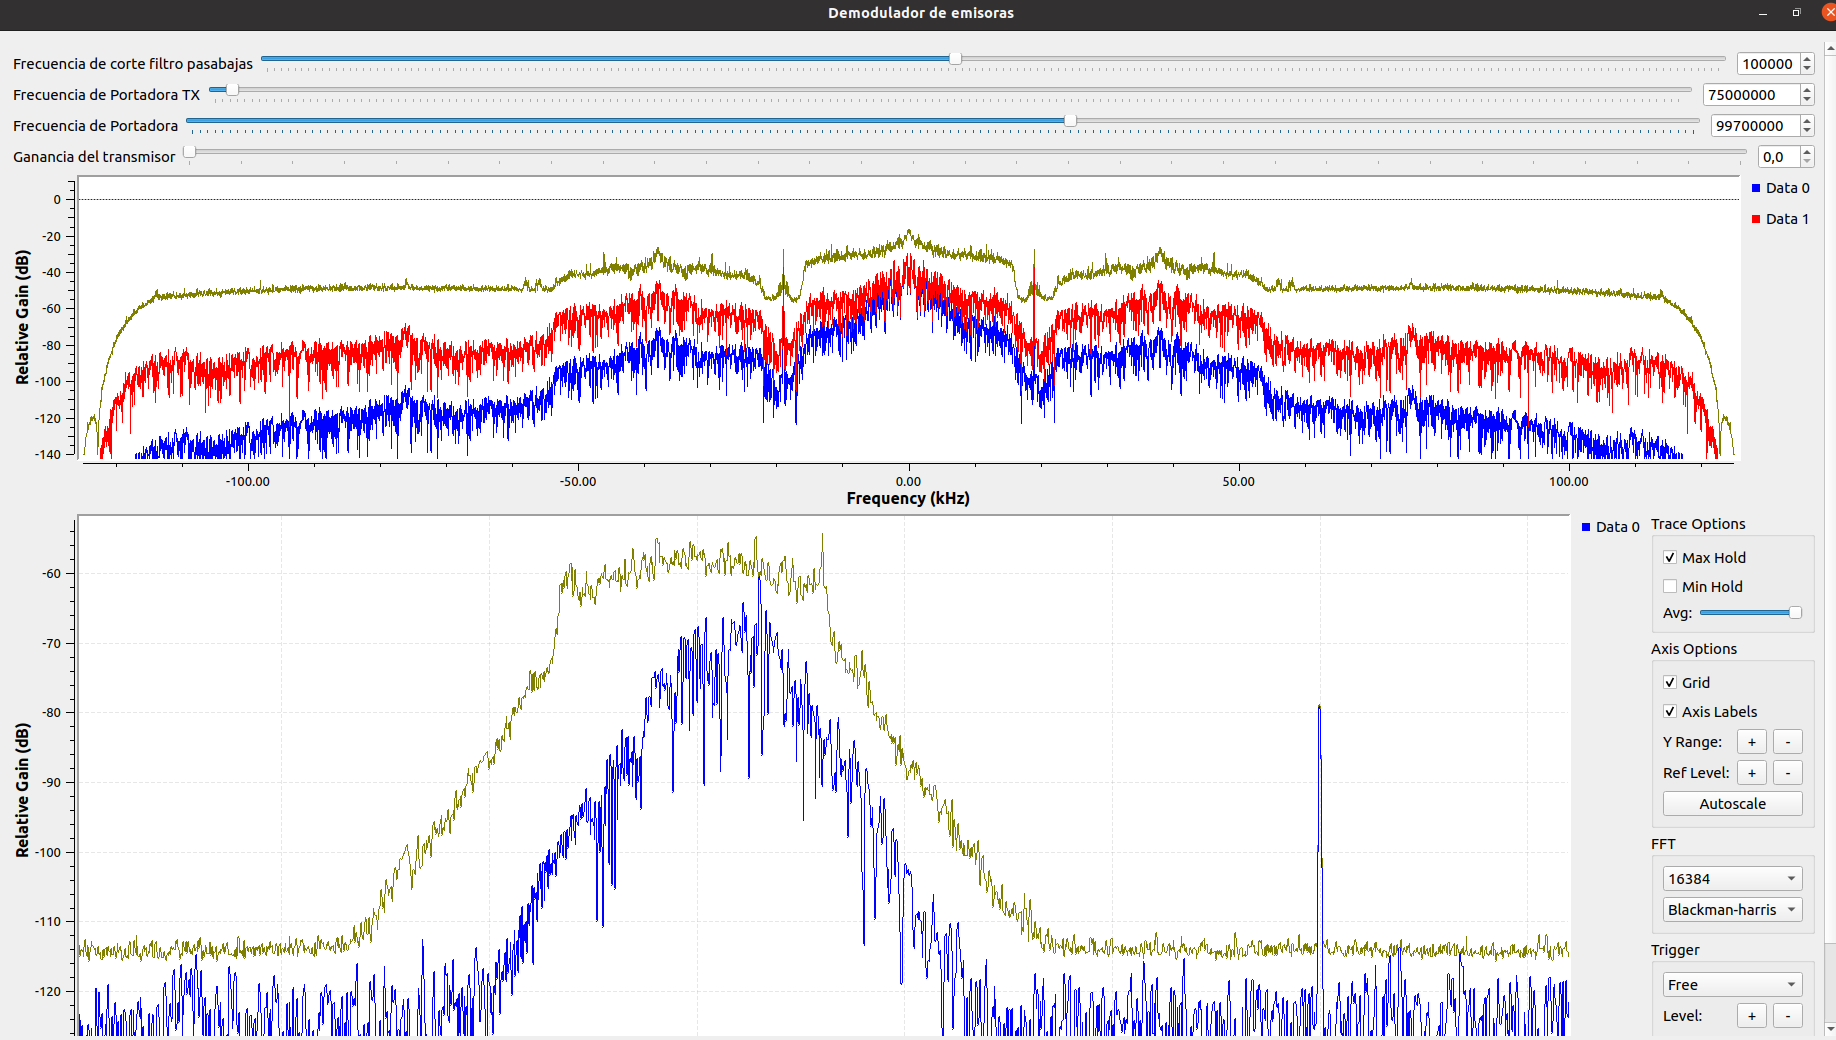 Demodulador de emisoras
Frecuencia de corte filtro pasabajas 100000
Frecuencia de Portadora TX 75000000
Frecuencia de Portadora 99700000
Ganancia del transmisor 0,0
Relative Gain (dB)
0
-20
-40
-60
-80
-100
-120
-140
-100.00 -50.00 0.00 50.00 100.00
Frequency (kHz)
Data 0
Data 1
Relative Gain (dB)
-60
-70
-80
-90
-100
-110
-120
Data 0
Trace Options
Max Hold
Min Hold
Avg:
Axis Options
Grid
Axis Labels
Y Range: + -
Ref Level: + -
Autoscale
FFT
16384
Blackman-harris
Trigger
Free
Level: + -